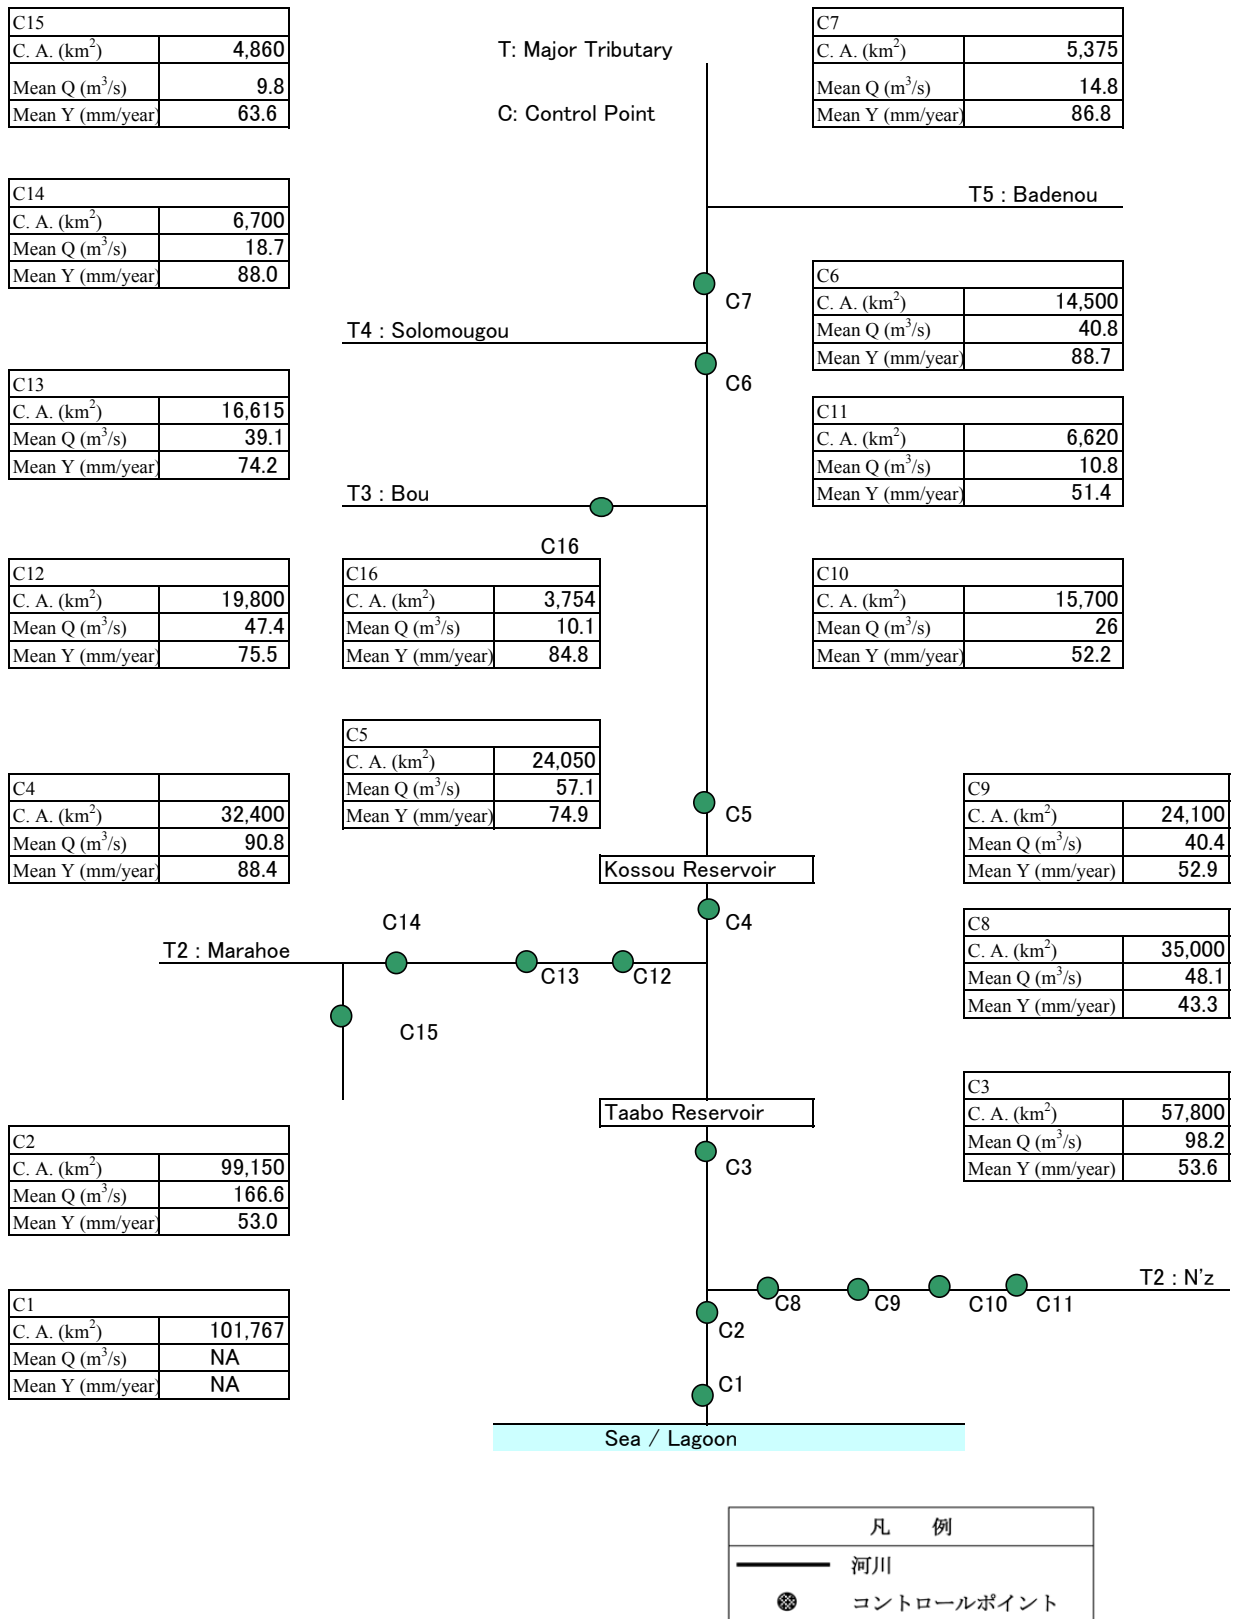 C15
C. A. (km²) 4,860
Mean Q (m³/s) 9.8
Mean Y (mm/year) 63.6
T: Major Tributary
C: Control Point
C7
C. A. (km²) 5,375
Mean Q (m³/s) 14.8
Mean Y (mm/year) 86.8
C14
C. A. (km²) 6,700
Mean Q (m³/s) 18.7
Mean Y (mm/year) 88.0
T5 : Badenou
C7
C6
C. A. (km²) 14,500
Mean Q (m³/s) 40.8
Mean Y (mm/year) 88.7
T4 : Solomougou
C6
C13
C. A. (km²) 16,615
Mean Q (m³/s) 39.1
Mean Y (mm/year) 74.2
C11
C. A. (km²) 6,620
Mean Q (m³/s) 10.8
Mean Y (mm/year) 51.4
T3 : Bou
C16
C12
C. A. (km²) 19,800
Mean Q (m³/s) 47.4
Mean Y (mm/year) 75.5
C16
C. A. (km²) 3,754
Mean Q (m³/s) 10.1
Mean Y (mm/year) 84.8
C10
C. A. (km²) 15,700
Mean Q (m³/s) 26
Mean Y (mm/year) 52.2
C5
C. A. (km²) 24,050
Mean Q (m³/s) 57.1
Mean Y (mm/year) 74.9
C4
C. A. (km²) 32,400
Mean Q (m³/s) 90.8
Mean Y (mm/year) 88.4
C5
C9
C. A. (km²) 24,100
Mean Q (m³/s) 40.4
Mean Y (mm/year) 52.9
Kossou Reservoir
C4
C8
C. A. (km²) 35,000
Mean Q (m³/s) 48.1
Mean Y (mm/year) 43.3
C14
T2 : Marahoe
C13
C12
C15
Taabo Reservoir
C3
C3
C. A. (km²) 57,800
Mean Q (m³/s) 98.2
Mean Y (mm/year) 53.6
C2
C. A. (km²) 99,150
Mean Q (m³/s) 166.6
Mean Y (mm/year) 53.0
T2 : N'z
C8
C9
C10
C11
C2
C1
C. A. (km²) 101,767
Mean Q (m³/s) NA
Mean Y (mm/year) NA
C1
Sea / Lagoon
凡 例
河川
コントロールポイント